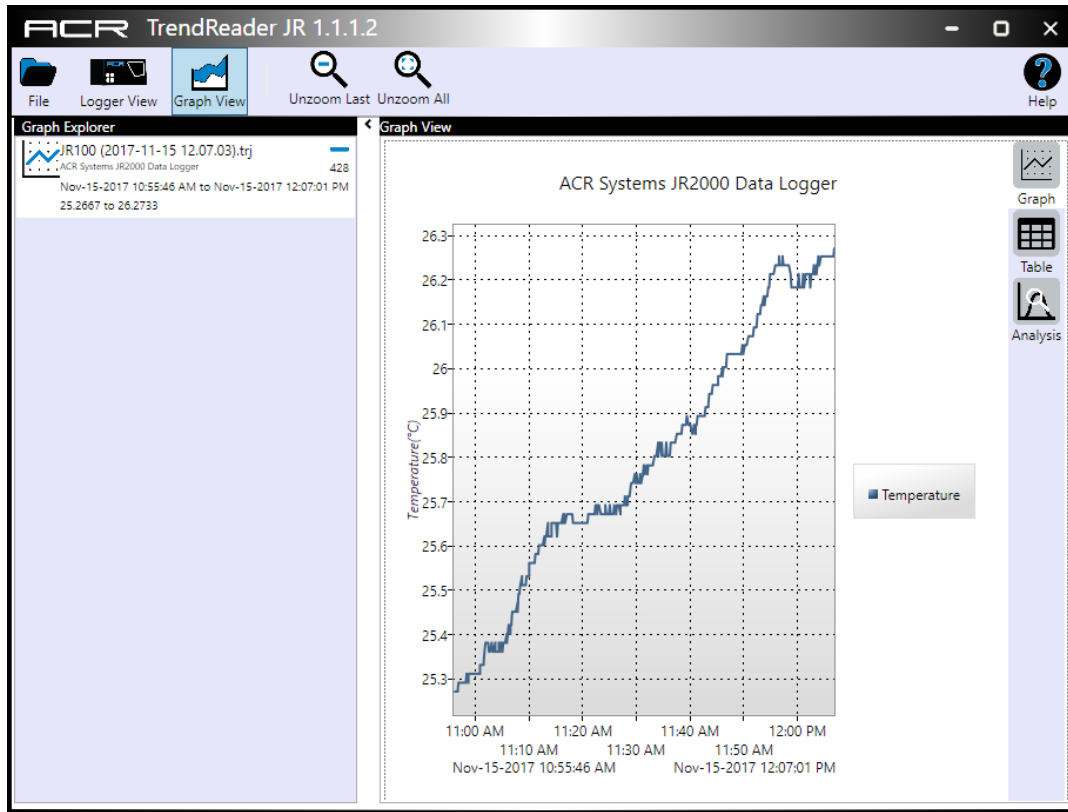 ACR TrendReader JR 1.1.1.2
File
Logger View
Graph View
Unzoom Last
Unzoom All
Help
Graph Explorer
JR100 (2017-11-15 12.07.03).trj
ACR Systems JR2000 Data Logger
428
Nov-15-2017 10:55:46 AM to Nov-15-2017 12:07:01 PM
25.2667 to 26.2733
Graph View
ACR Systems JR2000 Data Logger
26.3
26.2
26.1
26
25.9
25.8
25.7
25.6
25.5
25.4
25.3
Temperature(°C)
11:00 AM 11:20 AM 11:40 AM 12:00 PM
11:10 AM 11:30 AM 11:50 AM
Nov-15-2017 10:55:46 AM Nov-15-2017 12:07:01 PM
Temperature
Graph
Table
Analysis